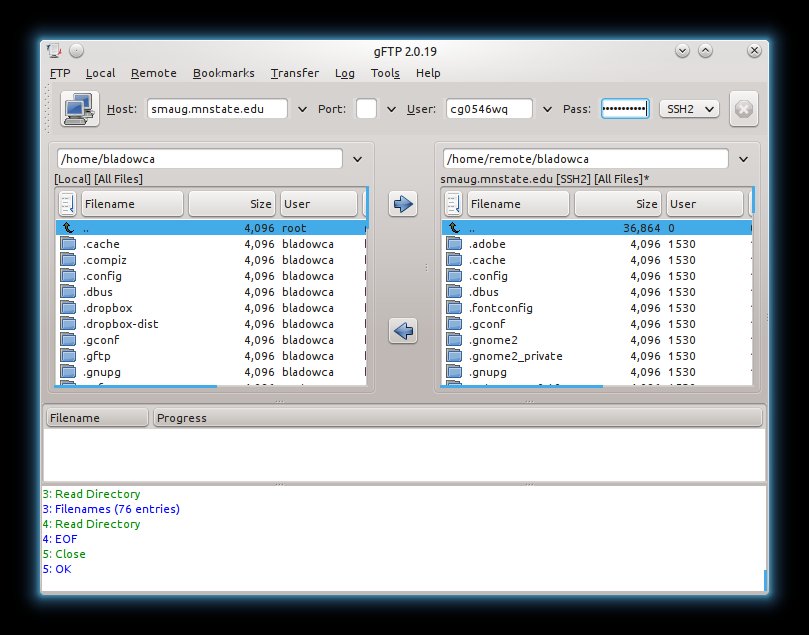 gFTP 2.0.19
FTP Local Remote Bookmarks Transfer Log Tools Help
Host: smaug.mnstate.edu Port: User: cg0546wq Pass: ●●●●●●●●●●● SSH2
/home/bladowca
[Local] [All Files]
Filename Size User
.. 4,096 root
.cache 4,096 bladowca
.compiz 4,096 bladowca
.config 4,096 bladowca
.dbus 4,096 bladowca
.dropbox 4,096 bladowca
.dropbox-dist 4,096 bladowca
.gconf 4,096 bladowca
.gftp 4,096 bladowca
.gnupg 4,096 bladowca
/home/remote/bladowca
smaug.mnstate.edu [SSH2] [All Files]*
Filename Size User
.. 36,864 0
.adobe 4,096 1530
.cache 4,096 1530
.config 4,096 1530
.dbus 4,096 1530
.fontconfig 4,096 1530
.gconf 4,096 1530
.gnome2 4,096 1530
.gnome2_private 4,096 1530
.gnupg 4,096 1530
Filename Progress
3: Read Directory
3: Filenames (76 entries)
4: Read Directory
4: EOF
5: Close
5: OK